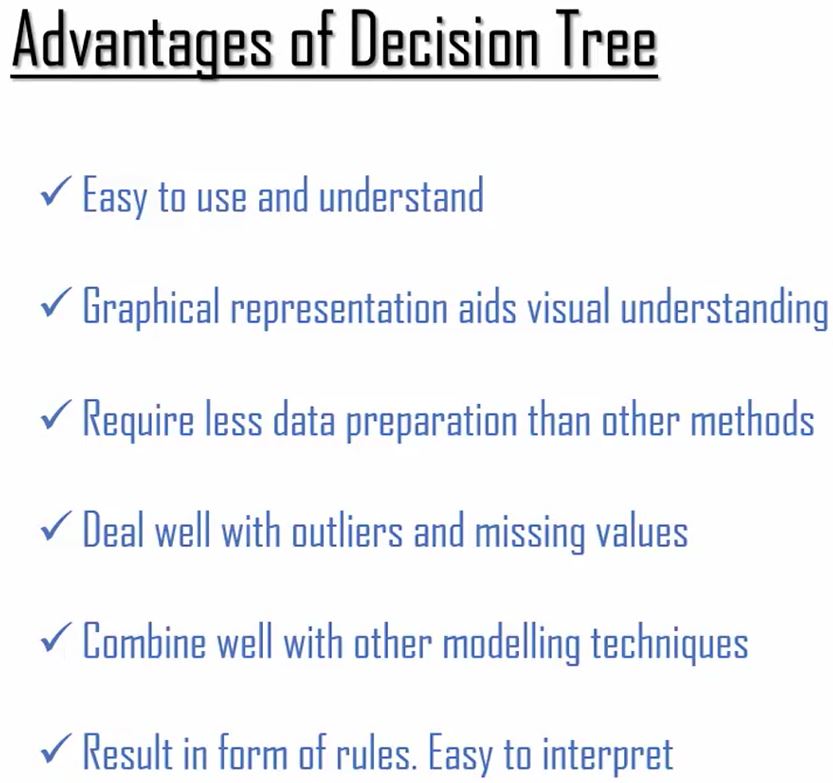 Advantages of Decision Tree
✓ Easy to use and understand
✓ Graphical representation aids visual understanding
✓ Require less data preparation than other methods
✓ Deal well with outliers and missing values
✓ Combine well with other modelling techniques
✓ Result in form of rules. Easy to interpret